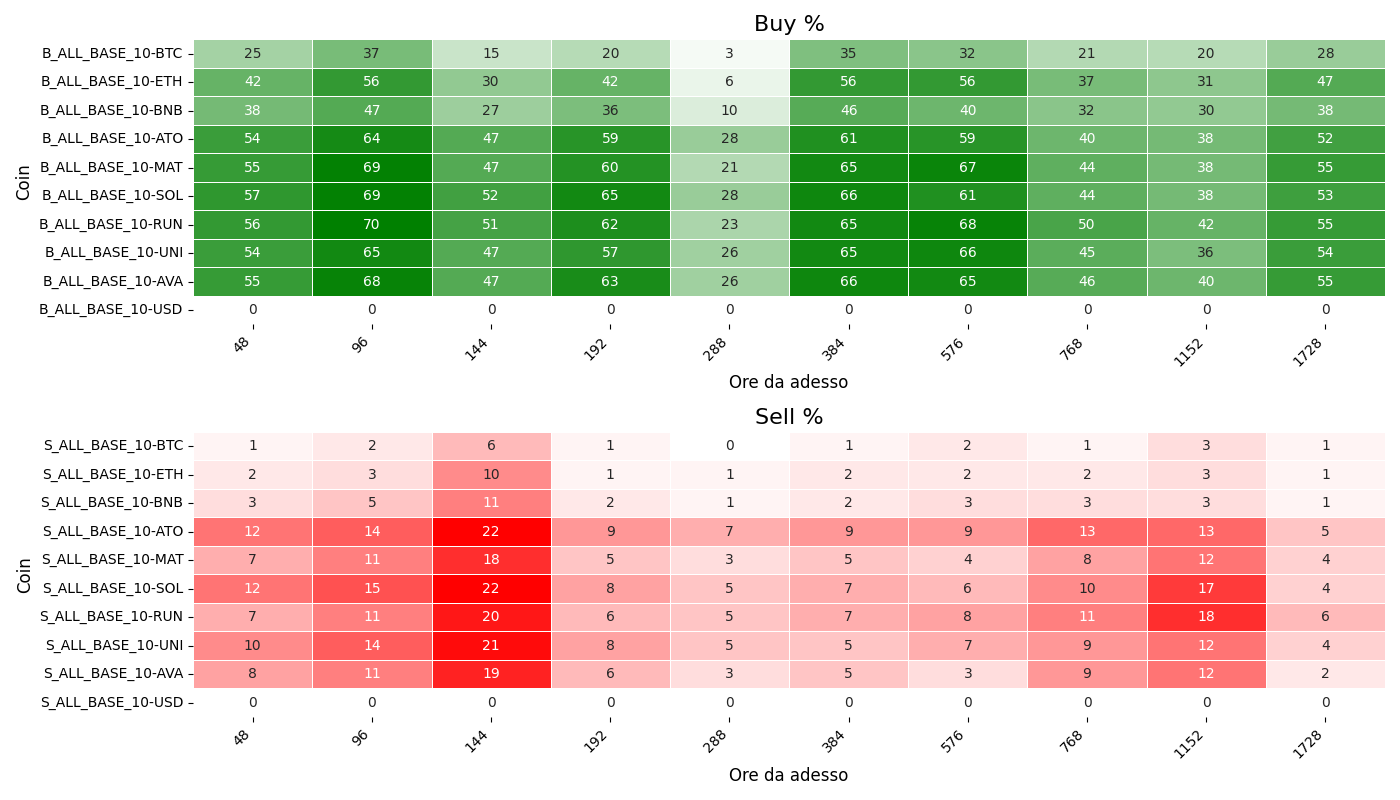 Buy %
Coin
B_ALL_BASE_10-BTC 25 37 15 20 3 35 32 21 20 28
B_ALL_BASE_10-ETH 42 56 30 42 6 56 56 37 31 47
B_ALL_BASE_10-BNB 38 47 27 36 10 46 40 32 30 38
B_ALL_BASE_10-ATO 54 64 47 59 28 61 59 40 38 52
B_ALL_BASE_10-MAT 55 69 47 60 21 65 67 44 38 55
B_ALL_BASE_10-SOL 57 69 52 65 28 66 61 44 38 53
B_ALL_BASE_10-RUN 56 70 51 62 23 65 68 50 42 55
B_ALL_BASE_10-UNI 54 65 47 57 26 65 66 45 36 54
B_ALL_BASE_10-AVA 55 68 47 63 26 66 65 46 40 55
B_ALL_BASE_10-USD 0 0 0 0 0 0 0 0 0 0
48 96 144 192 288 384 576 768 1152 1728
Ore da adesso
Sell %
Coin
S_ALL_BASE_10-BTC 1 2 6 1 0 1 2 1 3 1
S_ALL_BASE_10-ETH 2 3 10 1 1 2 2 2 3 1
S_ALL_BASE_10-BNB 3 5 11 2 1 2 3 3 3 1
S_ALL_BASE_10-ATO 12 14 22 9 7 9 9 13 13 5
S_ALL_BASE_10-MAT 7 11 18 5 3 5 4 8 12 4
S_ALL_BASE_10-SOL 12 15 22 8 5 7 6 10 17 4
S_ALL_BASE_10-RUN 7 11 20 6 5 7 8 11 18 6
S_ALL_BASE_10-UNI 10 14 21 8 5 5 7 9 12 4
S_ALL_BASE_10-AVA 8 11 19 6 3 5 3 9 12 2
S_ALL_BASE_10-USD 0 0 0 0 0 0 0 0 0 0
48 96 144 192 288 384 576 768 1152 1728
Ore da adesso